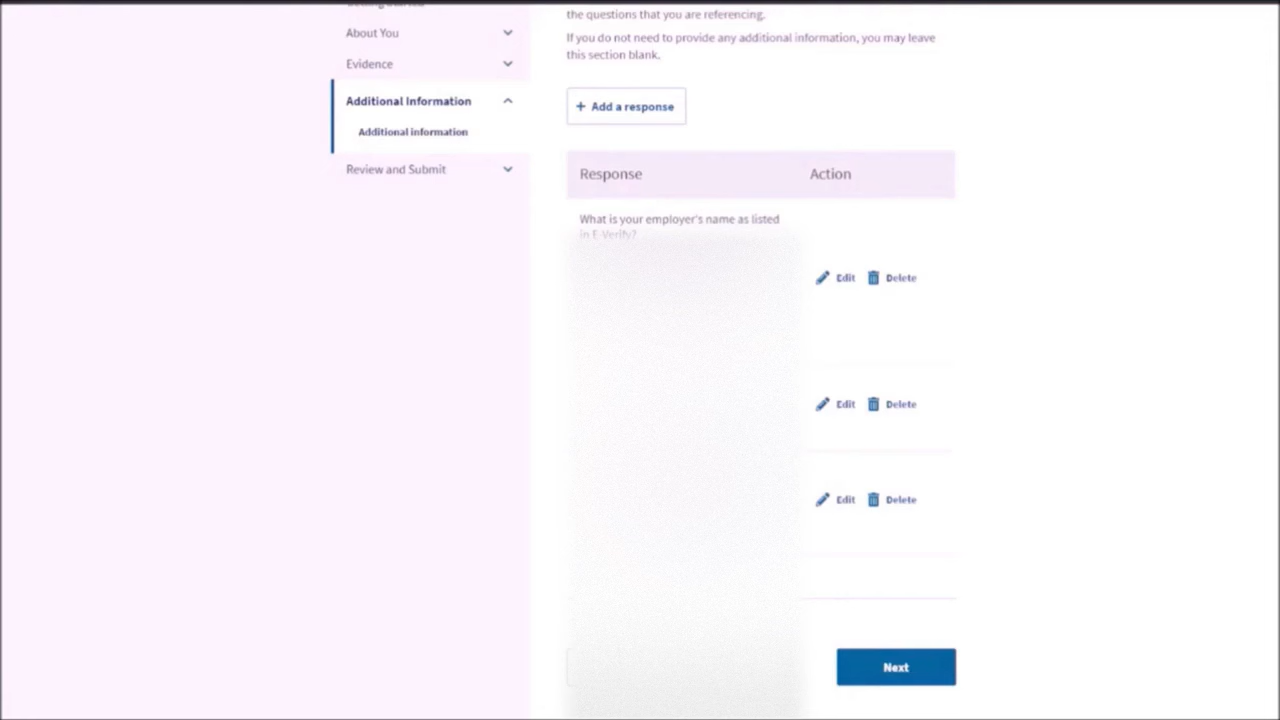 the questions that you are referencing.
If you do not need to provide any additional information, you may leave
this section blank.
About You
Evidence
Additional Information
Additional information
Review and Submit
+ Add a response
Response Action
What is your employer's name as listed
in E-Verify?
Edit Delete
Edit Delete
Edit Delete
Next